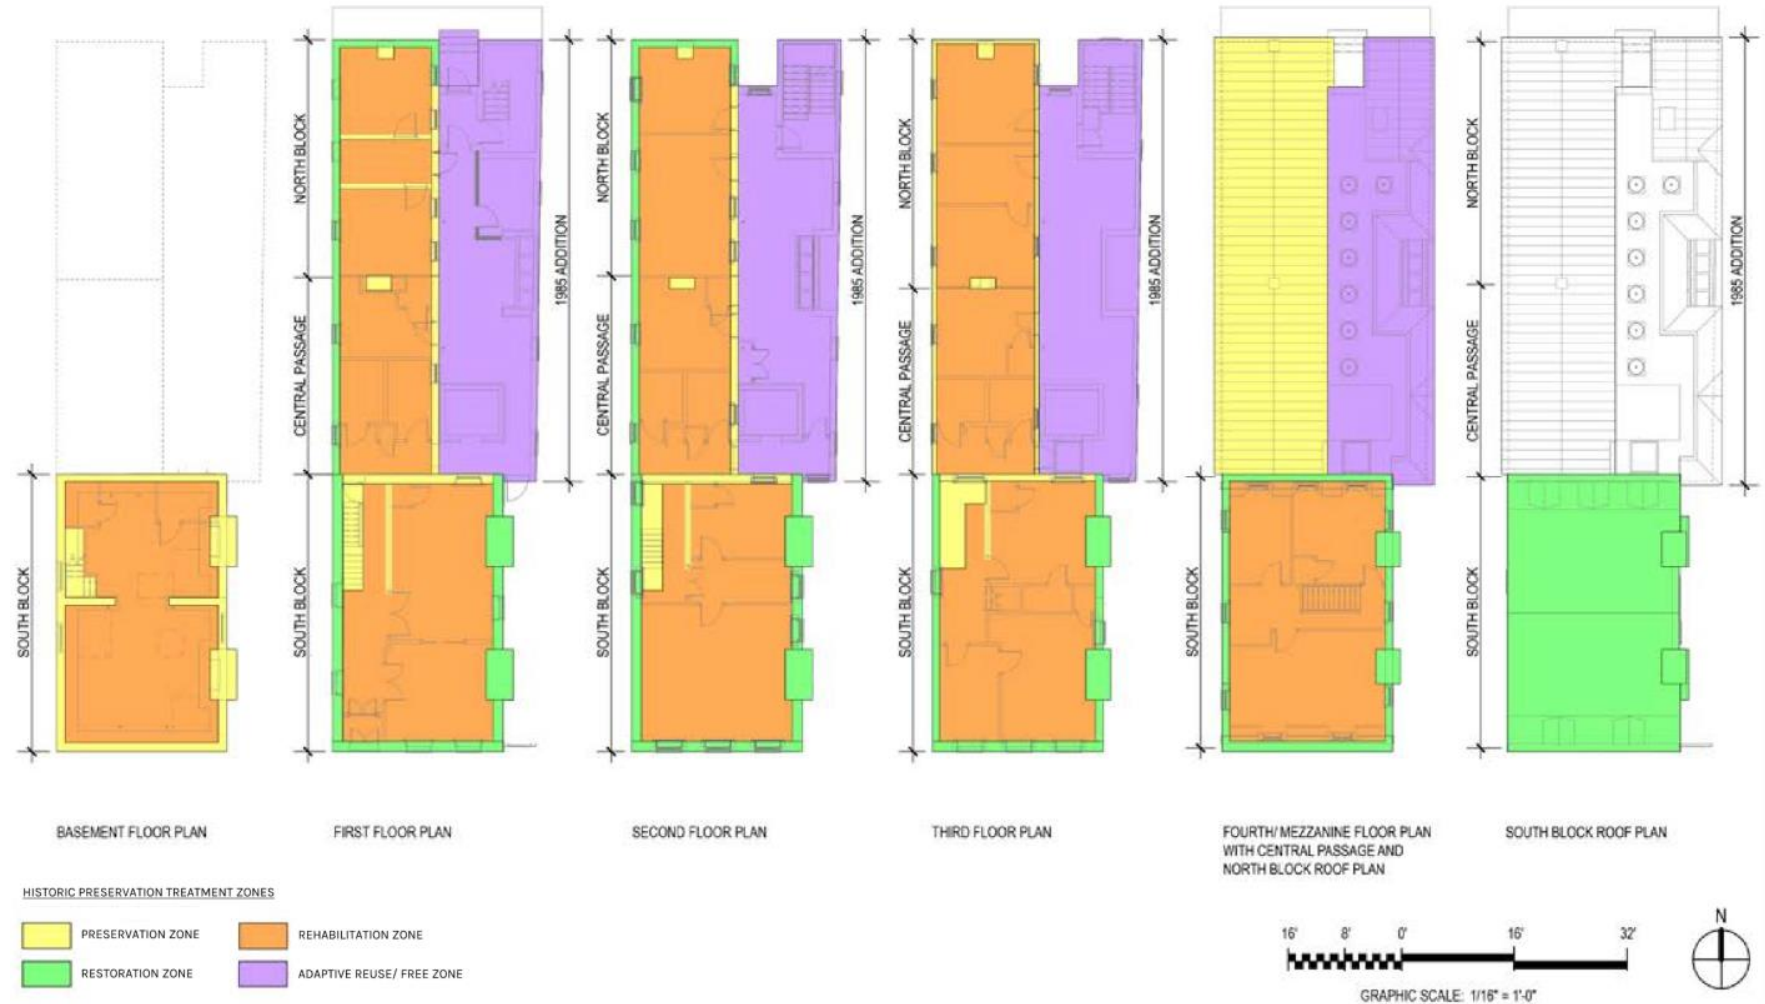 NORTH BLOCK
CENTRAL PASSAGE
SOUTH BLOCK
1985 ADDITION
NORTH BLOCK
CENTRAL PASSAGE
SOUTH BLOCK
1985 ADDITION
NORTH BLOCK
CENTRAL PASSAGE
SOUTH BLOCK
1985 ADDITION
NORTH BLOCK
CENTRAL PASSAGE
SOUTH BLOCK
1985 ADDITION
SOUTH BLOCK
SOUTH BLOCK
BASEMENT FLOOR PLAN
FIRST FLOOR PLAN
SECOND FLOOR PLAN
THIRD FLOOR PLAN
FOURTH/ MEZZANINE FLOOR PLAN
WITH CENTRAL PASSAGE AND
NORTH BLOCK ROOF PLAN
SOUTH BLOCK ROOF PLAN
HISTORIC PRESERVATION TREATMENT ZONES
PRESERVATION ZONE
REHABILITATION ZONE
RESTORATION ZONE
ADAPTIVE REUSE/ FREE ZONE
16' 8' 0' 16' 32'
GRAPHIC SCALE: 1/16" = 1'-0"
N